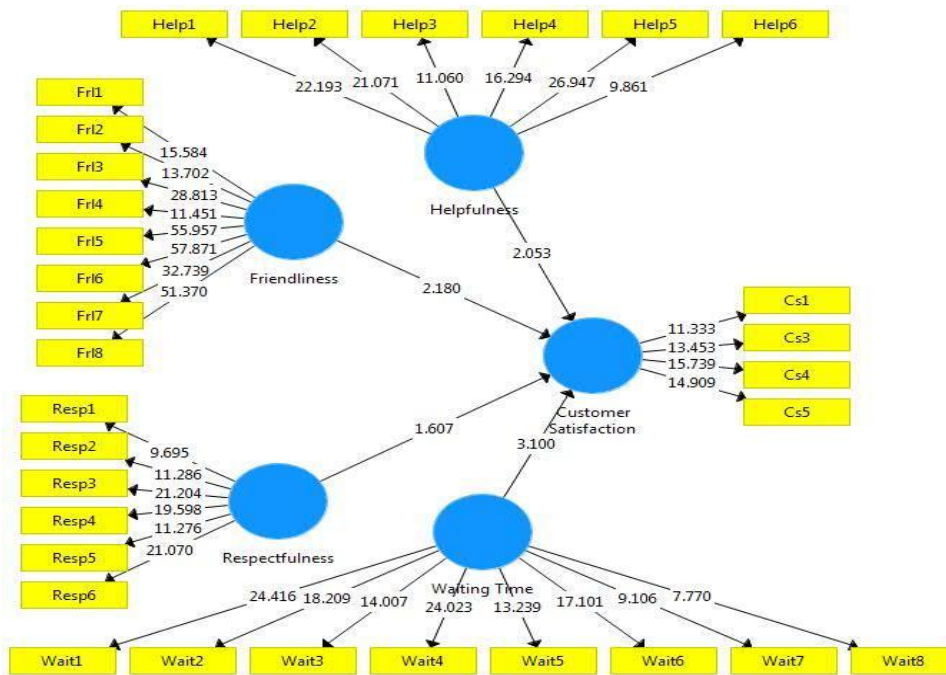 Help1
Help2
Help3
Help4
Help5
Help6
22.193
21.071
11.060
16.294
26.947
9.861
Helpfulness
Frl1
Frl2
Frl3
Frl4
Frl5
Frl6
Frl7
Frl8
15.584
13.702
28.813
11.451
55.957
57.871
32.739
51.370
Friendliness
2.053
2.180
Cs1
Cs3
Cs4
Cs5
11.333
13.453
15.739
14.909
Customer
Satisfaction
Resp1
Resp2
Resp3
Resp4
Resp5
Resp6
9.695
11.286
21.204
19.598
11.276
21.070
Respectfulness
1.607
3.100
Waiting Time
24.416
18.209
14.007
24.023
13.239
17.101
9.106
7.770
Wait1
Wait2
Wait3
Wait4
Wait5
Wait6
Wait7
Wait8